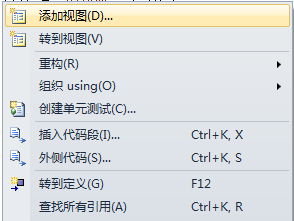 添加视图(D)...
转到视图(V)
重构(R)
组织 using(O)
创建单元测试(C)...
插入代码段(I)... Ctrl+K, X
外侧代码(S)... Ctrl+K, S
转到定义(G) F12
查找所有引用(A) Ctrl+K, R